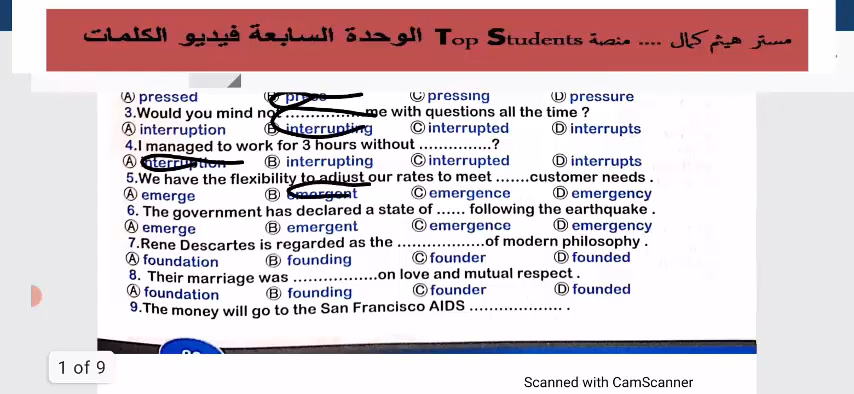 مستر هيثم كمال .... منصة Top Students الوحدة السابعة فيديو الكلمات
Ⓐ pressed Ⓑ press Ⓒ pressing Ⓓ pressure
3.Would you mind not ............... me with questions all the time ?
Ⓐ interruption Ⓑ interrupting Ⓒ interrupted Ⓓ interrupts
4.I managed to work for 3 hours without ..............?
Ⓐ interruption Ⓑ interrupting Ⓒ interrupted Ⓓ interrupts
5.We have the flexibility to adjust our rates to meet .......customer needs .
Ⓐ emerge Ⓑ emergent Ⓒ emergence Ⓓ emergency
6. The government has declared a state of ...... following the earthquake .
Ⓐ emerge Ⓑ emergent Ⓒ emergence Ⓓ emergency
7.Rene Descartes is regarded as the ..................of modern philosophy .
Ⓐ foundation Ⓑ founding Ⓒ founder Ⓓ founded
8. Their marriage was .................on love and mutual respect .
Ⓐ foundation Ⓑ founding Ⓒ founder Ⓓ founded
9.The money will go to the San Francisco AIDS ................... .
1 of 9
Scanned with CamScanner